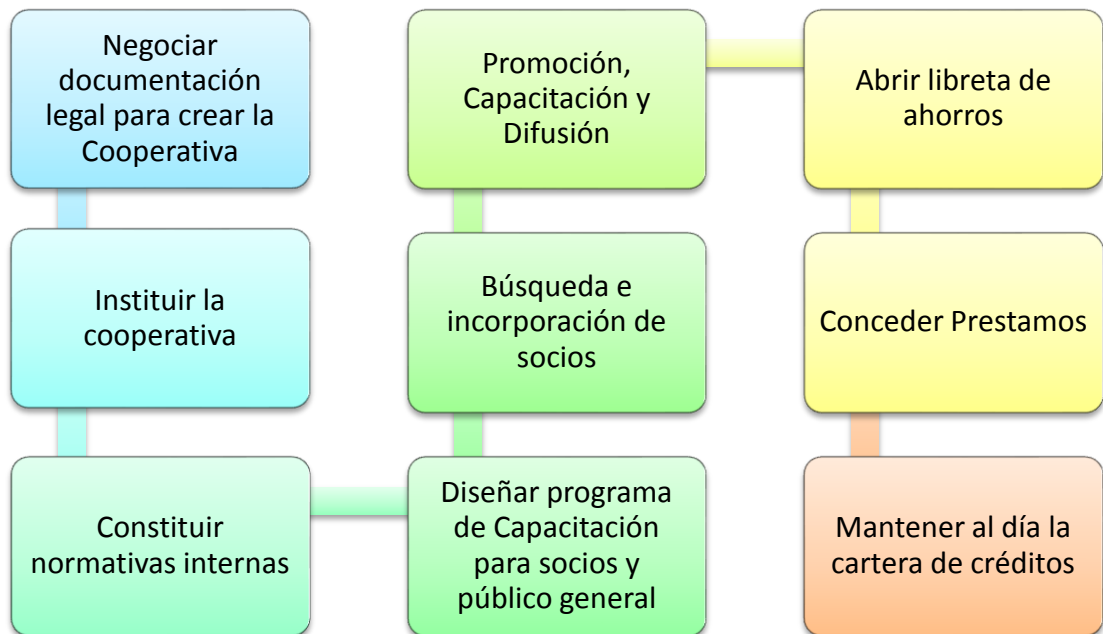 Negociar
documentación
legal para crear la
Cooperativa
Instituir la
cooperativa
Constituir
normativas internas
Diseñar programa
de Capacitación
para socios y
público general
Búsqueda e
incorporación de
socios
Promoción,
Capacitación y
Difusión
Abrir libreta de
ahorros
Conceder Prestamos
Mantener al día la
cartera de créditos